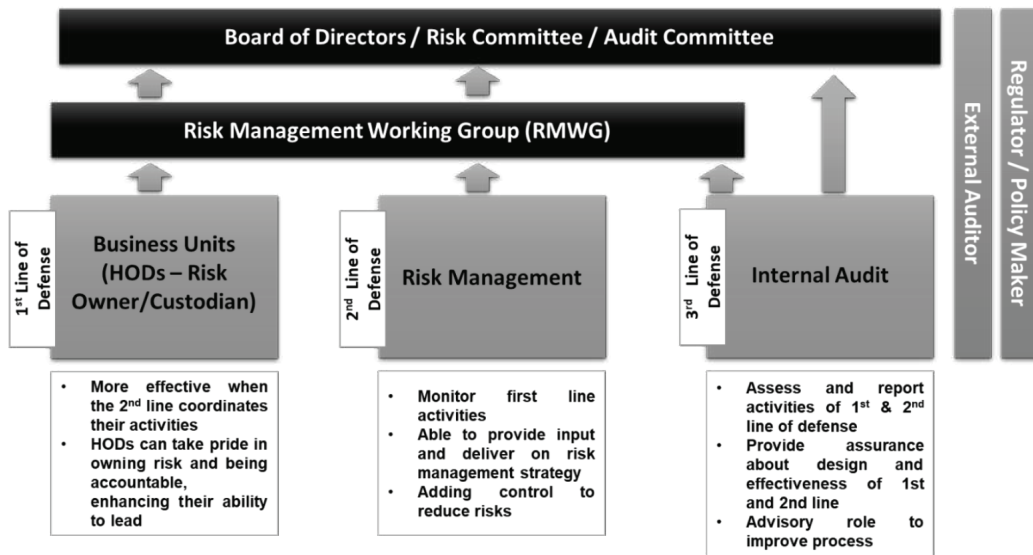 Board of Directors / Risk Committee / Audit Committee
Risk Management Working Group (RMWG)
External Auditor
Regulator / Policy Maker
1st Line of
Defense
Business Units
(HODs – Risk
Owner/Custodian)
2nd Line of
Defense
Risk Management
3rd Line of
Defense
Internal Audit
• More effective when
the 2nd line coordinates
their activities
• HODs can take pride in
owning risk and being
accountable,
enhancing their ability
to lead
• Monitor first line
activities
• Able to provide input
and deliver on risk
management strategy
• Adding control to
reduce risks
• Assess and report
activities of 1st & 2nd
line of defense
• Provide assurance
about design and
effectiveness of 1st
and 2nd line
• Advisory role to
improve process